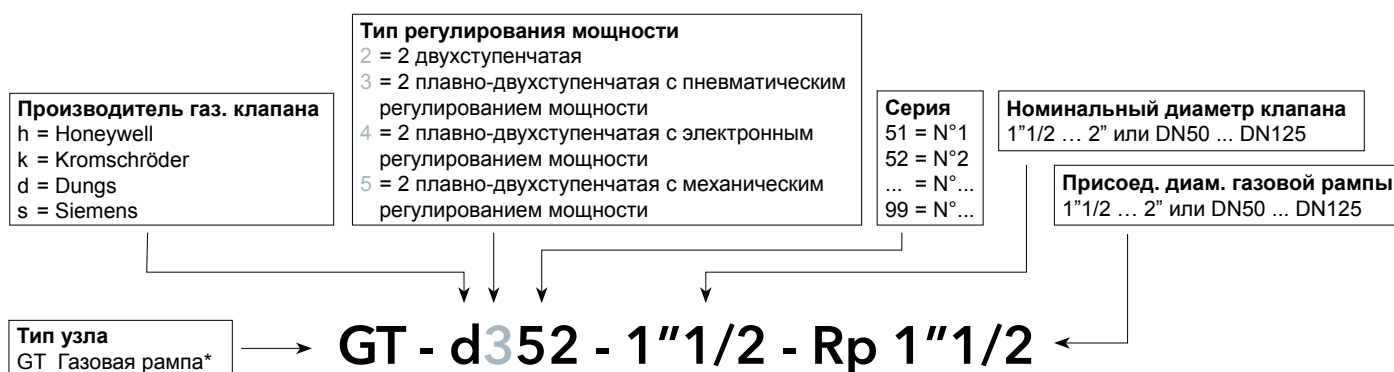 Тип регулирования мощности
2 = 2 двухступенчатая
3 = 2 плавно-двухступенчатая с пневматическим
регулированием мощности
4 = 2 плавно-двухступенчатая с электронным
регулированием мощности
5 = 2 плавно-двухступенчатая с механическим
регулированием мощности
Производитель газ. клапана
h = Honeywell
k = Kromschröder
d = Dungs
s = Siemens
Серия
51 = N°1
52 = N°2
... = N°...
99 = N°...
Номинальный диаметр клапана
1"1/2 … 2" или DN50 ... DN125
Присоед. диам. газовой рампы
1"1/2 … 2" или DN50 ... DN125
Тип узла
GT Газовая рампа*
GT - d352 - 1"1/2 - Rp 1"1/2